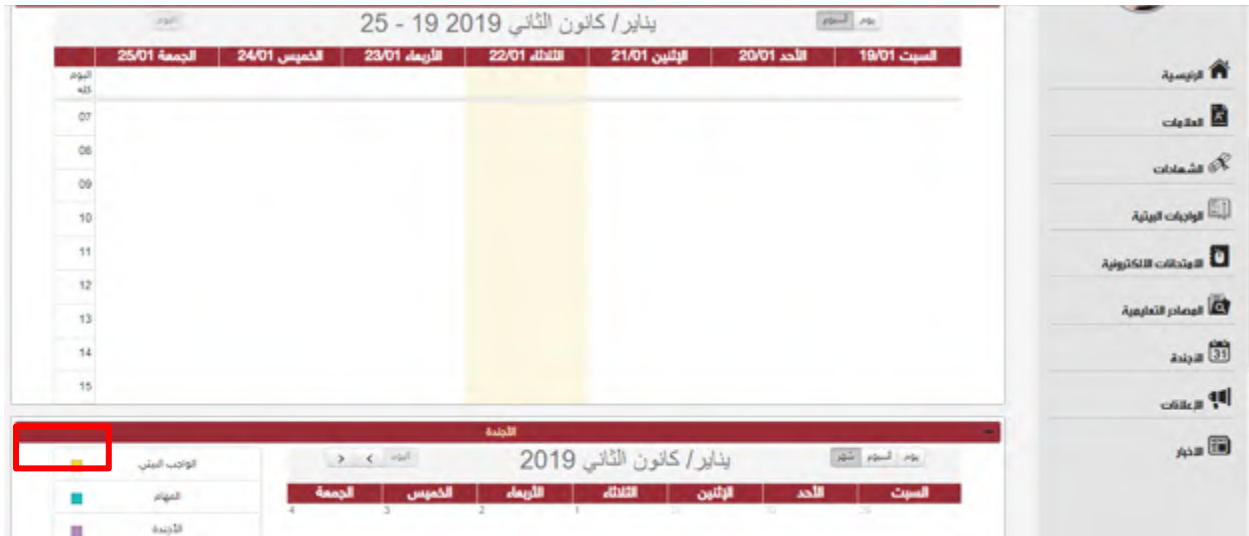 يوم أسبوع
يناير/ كانون الثاني 2019 19 - 25
اليوم
السبت 19/01 الأحد 20/01 الإثنين 21/01 الثلاثاء 22/01 الأربعاء 23/01 الخميس 24/01 الجمعة 25/01
اليوم
كله
07
08
09
10
11
12
13
14
15
الرئيسية
العلامات
الشهادات
الواجبات البيتية
الامتحانات الالكترونية
المصادر التعليمية
31 الاجندة
الإعلانات
الاخبار
الأجندة
يوم أسبوع شهر
يناير/ كانون الثاني 2019
اليوم
السبت الأحد الإثنين الثلاثاء الأربعاء الخميس الجمعة
1 2 3 4
الواجب البيتي
المهام
الأجندة